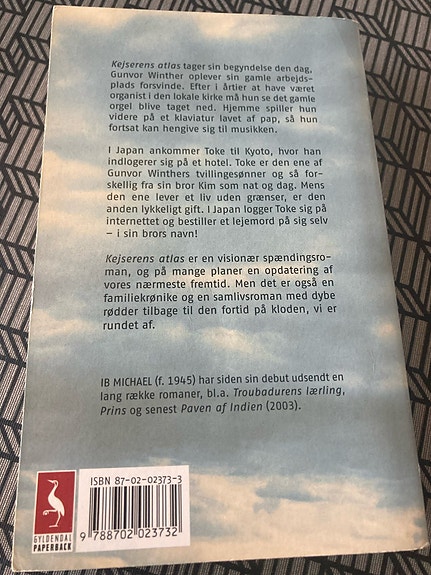 Kejserens atlas tager sin begyndelse den dag,
Gunvor Winther oplever sin gamle arbejds-
plads forsvinde. Efter i årtier at have været
organist i den lokale kirke må hun se det gamle
orgel blive taget ned. Hjemme spiller hun
videre på et klaviatur lavet af pap, så hun
fortsat kan hengive sig til musikken.
I Japan ankommer Toke til Kyoto, hvor han
indlogerer sig på et hotel. Toke er den ene af
Gunvor Winthers tvillingesønner og så for-
skellig fra sin bror Kim som nat og dag. Mens
den ene lever et liv uden grænser, er den
anden lykkeligt gift. I Japan logger Toke sig på
internettet og bestiller et lejemord på sig selv
– i sin brors navn!
Kejserens atlas er en visionær spændingsro-
man, og på mange planer en opdatering af
vores nærmeste fremtid. Men det er også en
familiekrønike og en samlivsroman med dybe
rødder tilbage til den fortid på kloden, vi er
rundet af.
IB MICHAEL (f. 1945) har siden sin debut udsendt en
lang række romaner, bl.a. Troubadurens lærling,
Prins og senest Paven af Indien (2003).
ISBN 87-02-02373-3
9 788702 023732
GYLDENDAL
PAPERBACK